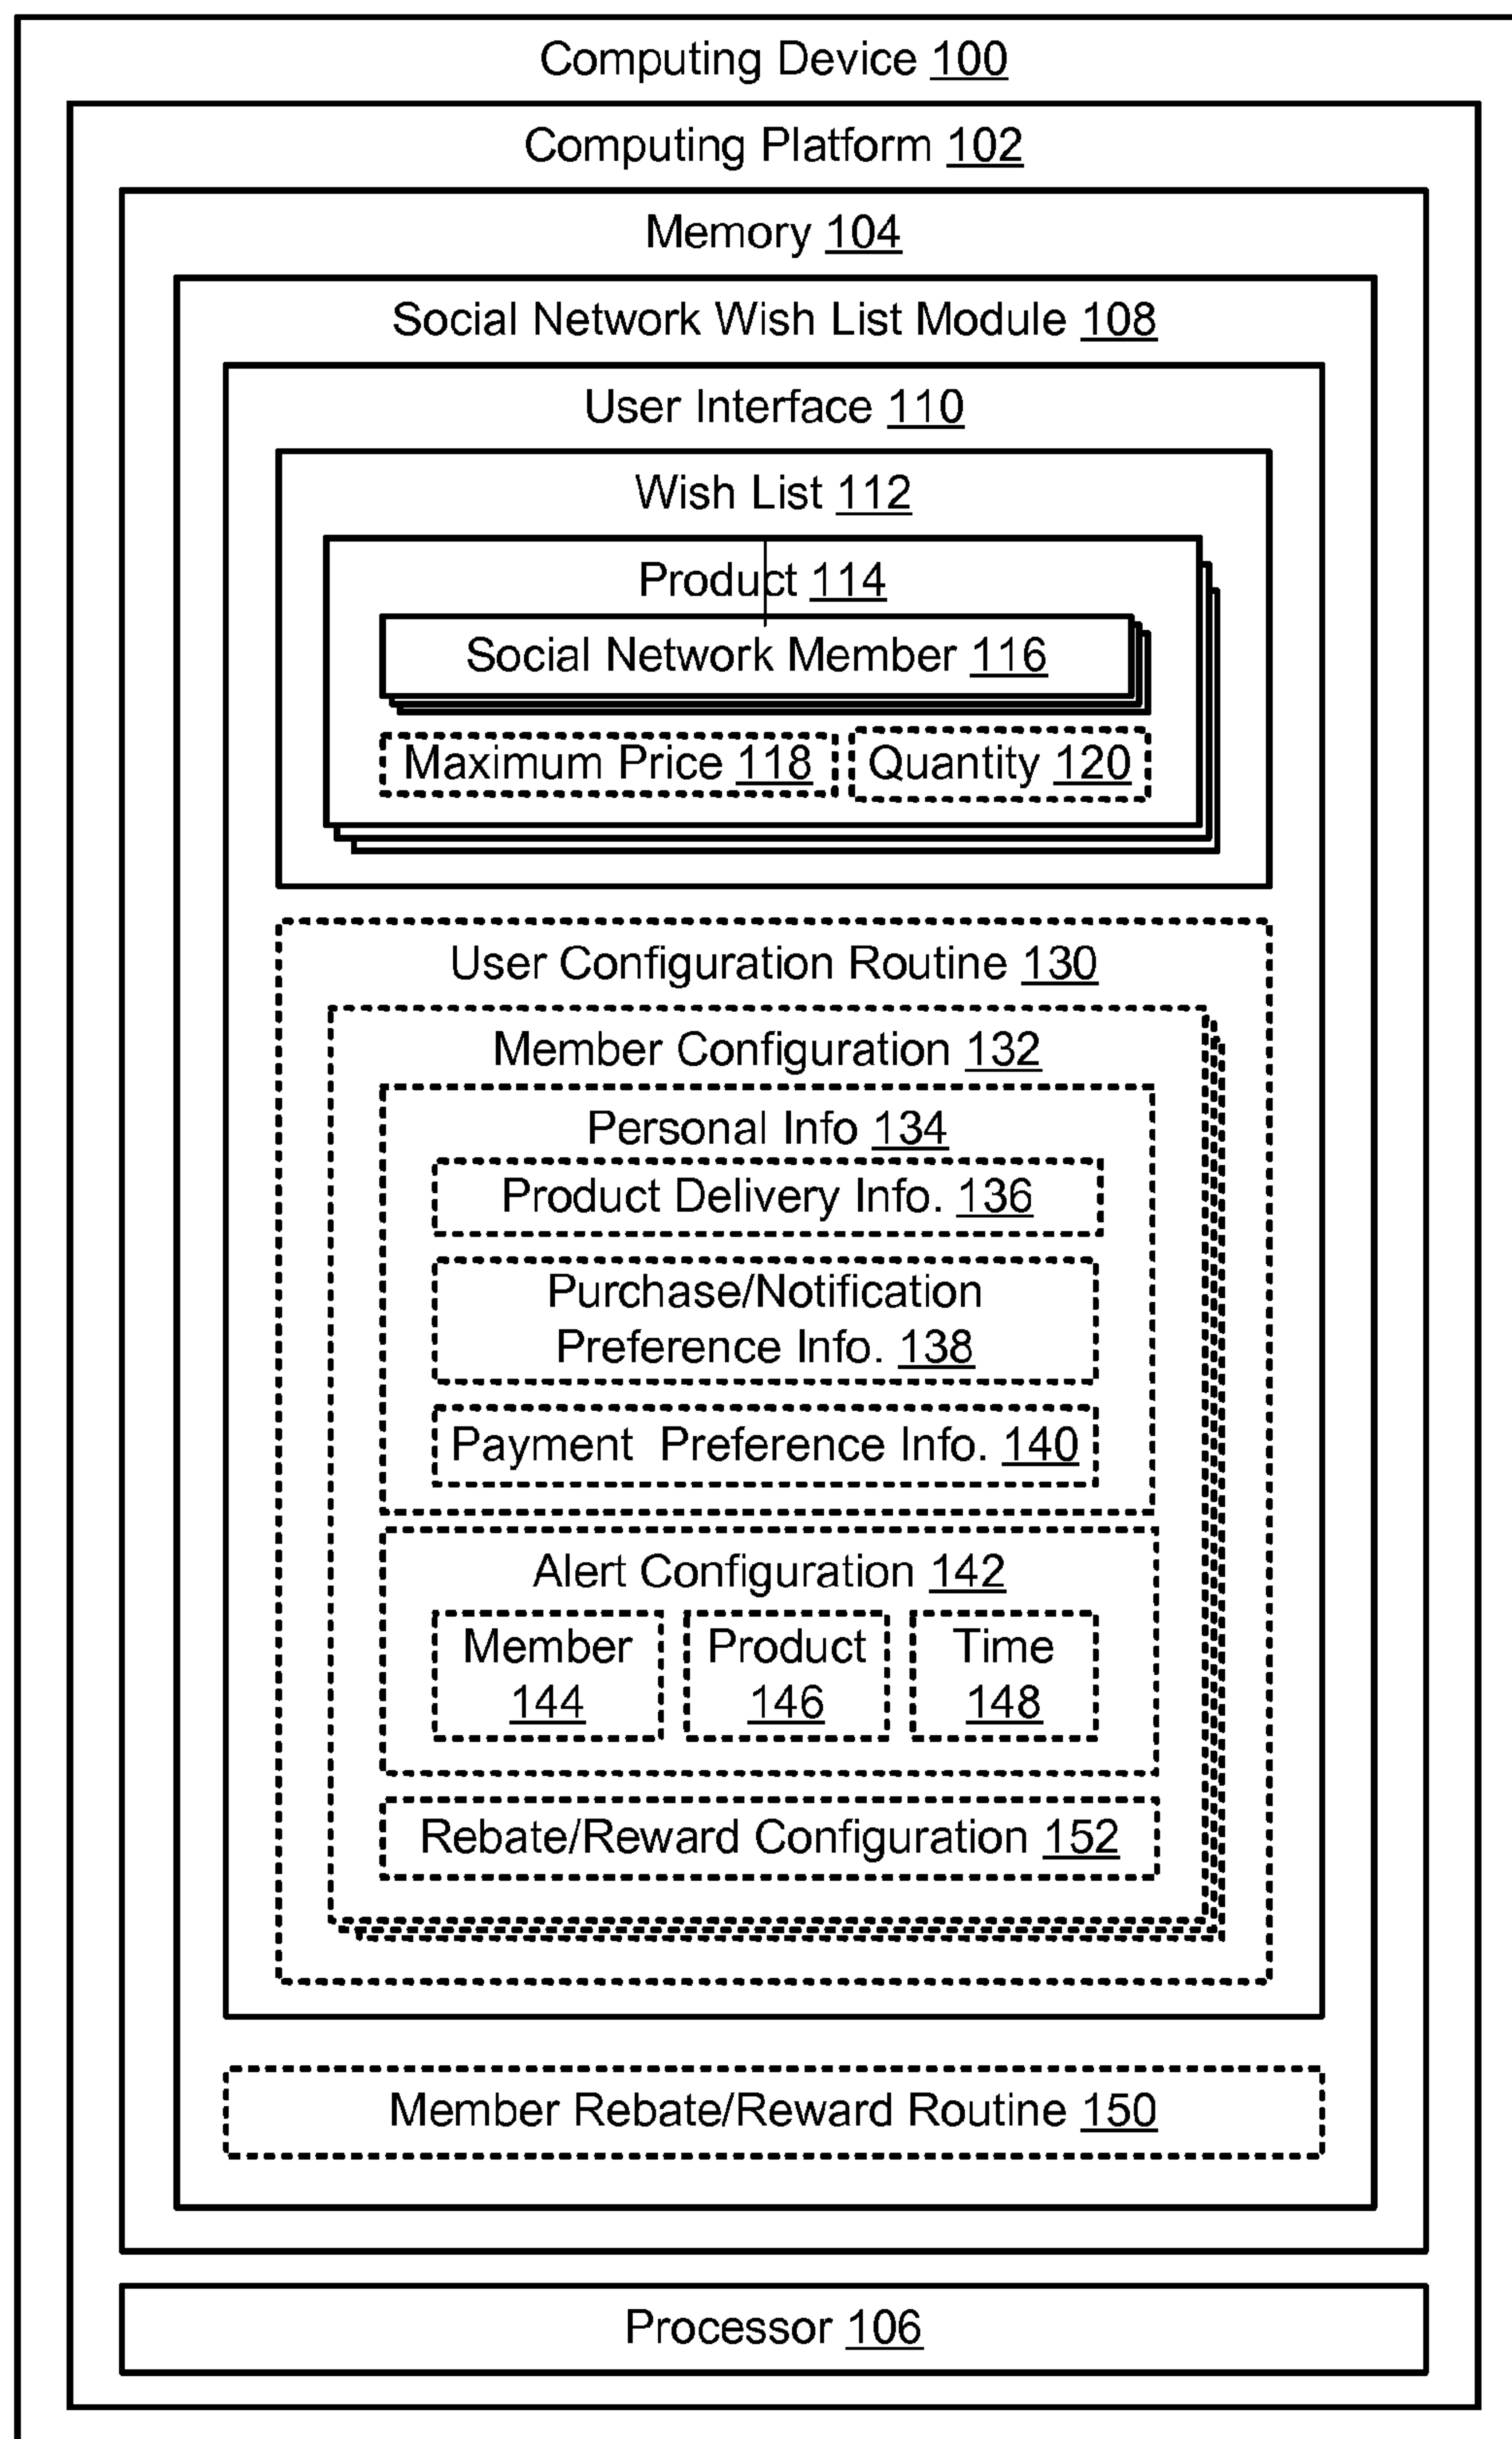 Computing Device 100
Computing Platform 102
Memory 104
Social Network Wish List Module 108
User Interface 110
Wish List 112
Product 114
Social Network Member 116
Maximum Price 118 Quantity 120
User Configuration Routine 130
Member Configuration 132
Personal Info 134
Product Delivery Info. 136
Purchase/Notification
Preference Info. 138
Payment Preference Info. 140
Alert Configuration 142
Member Product Time
144 146 148
Rebate/Reward Configuration 152
Member Rebate/Reward Routine 150
Processor 106